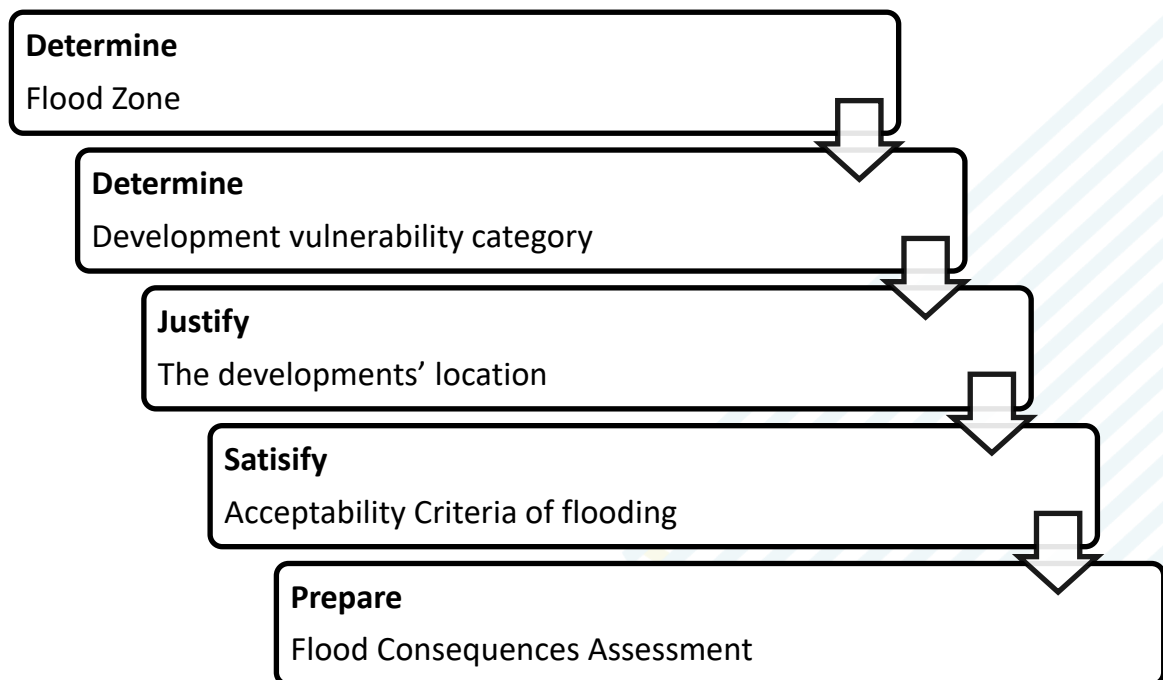 Determine
Flood Zone
Determine
Development vulnerability category
Justify
The developments’ location
Satisify
Acceptability Criteria of flooding
Prepare
Flood Consequences Assessment